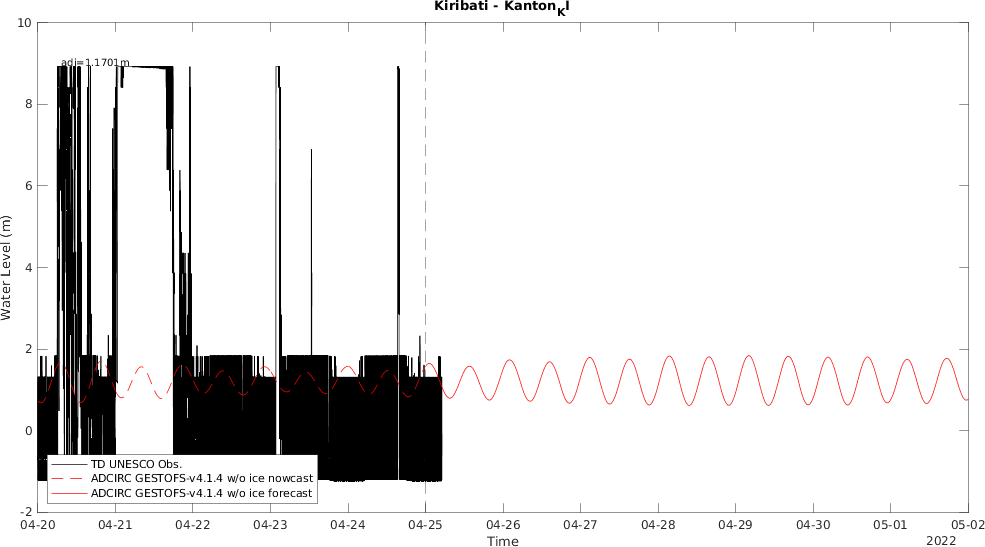 Kiribati - Kanton_KI
10
8
6
4
2
0
-2
Water Level (m)
adj=1.1701m
TD UNESCO Obs.
ADCIRC GESTOFS-v4.1.4 w/o ice nowcast
ADCIRC GESTOFS-v4.1.4 w/o ice forecast
04-20 04-21 04-22 04-23 04-24 04-25 04-26 04-27 04-28 04-29 04-30 05-01 05-02
Time
2022